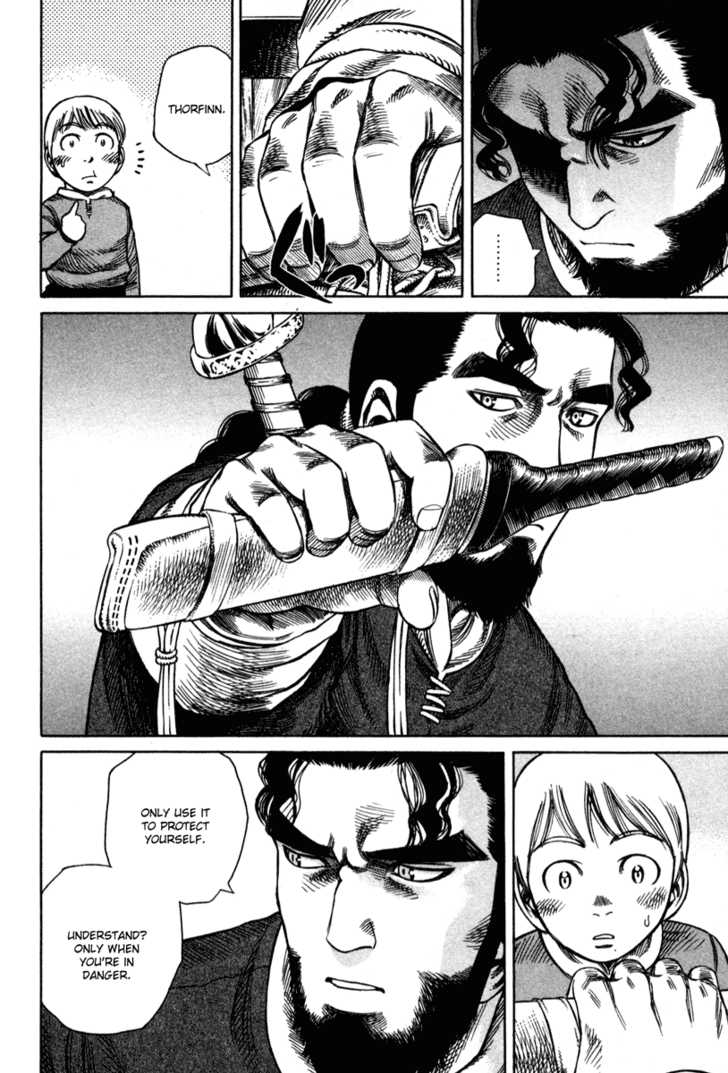 .......
THORFINN.
ONLY USE IT
TO PROTECT
YOURSELF.
UNDERSTAND?
ONLY WHEN
YOU'RE IN
DANGER.